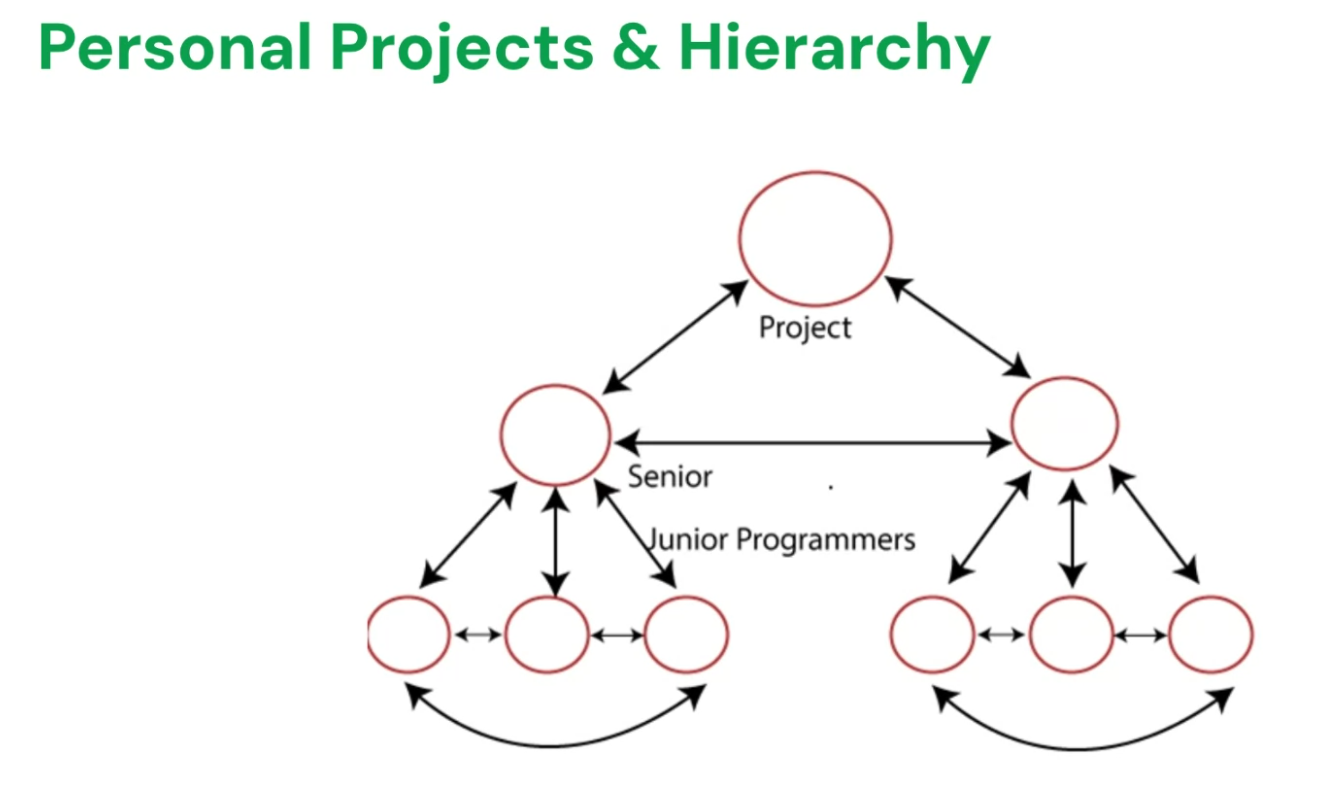 Personal Projects & Hierarchy
Project
Senior
Junior Programmers